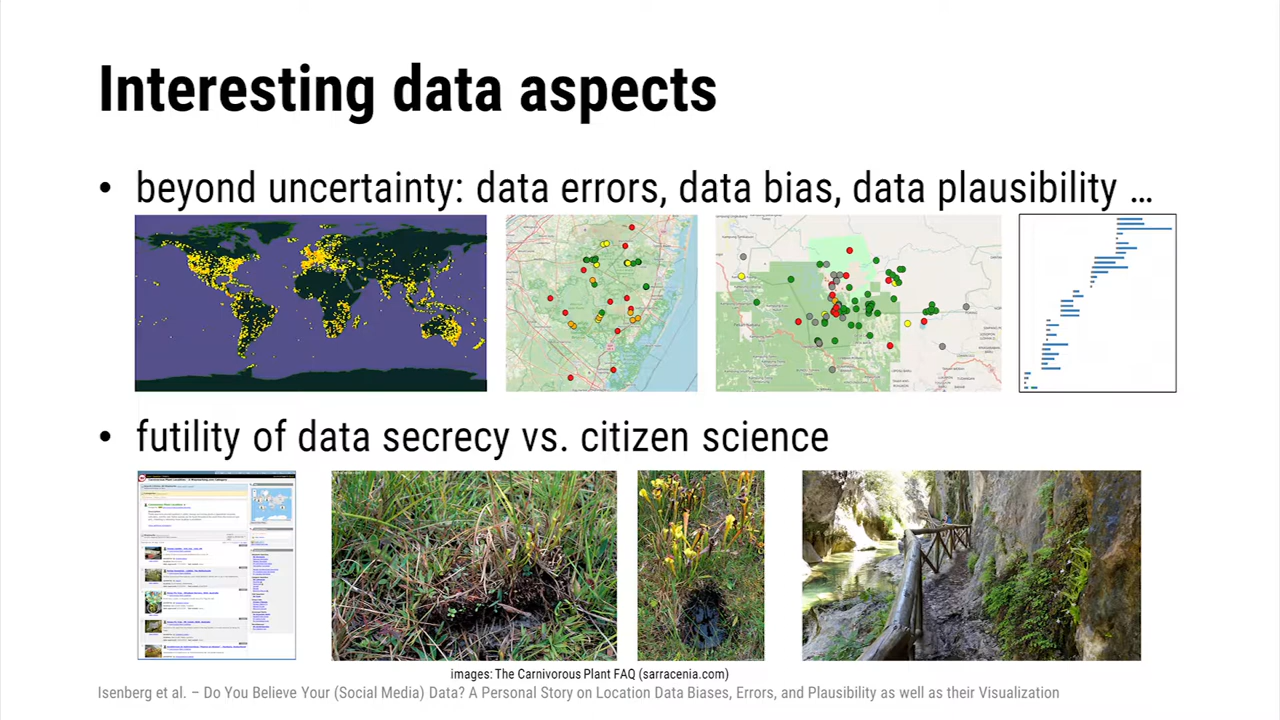 Interesting data aspects
• beyond uncertainty: data errors, data bias, data plausibility …
• futility of data secrecy vs. citizen science
images: The Carnivorous Plant FAQ (sarracenia.com)
Isenberg et al. – Do You Believe Your (Social Media) Data? A Personal Story on Location Data Biases, Errors, and Plausibility as well as their Visualization